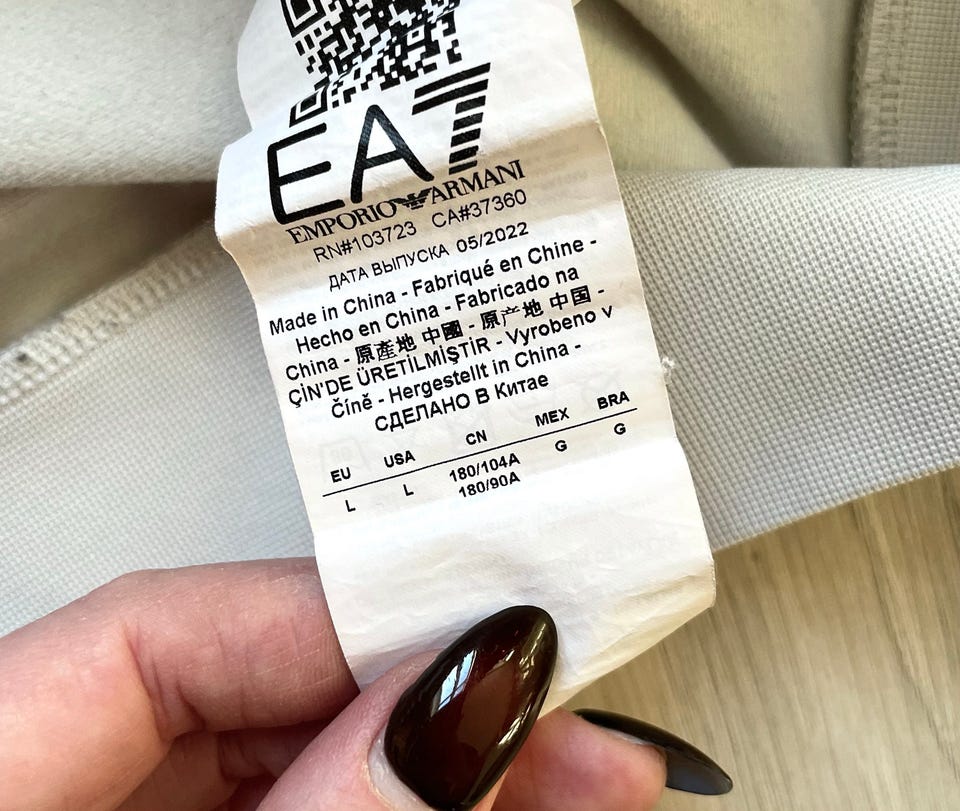 EA7
EMPORIO ARMANI
RN#103723 CA#37360
ДАТА ВЫПУСКА 05/2022
Made in China - Fabriqué en Chine -
Hecho en China - Fabricado na
China - 原產地 中國 - 原产地 中国 -
ÇİN'DE ÜRETİLMİŞTİR - Vyrobeno v
Číně - Hergestellt in China -
СДЕЛАНО В Китае
EU USA CN MEX BRA
L L 180/104A G G
180/90A